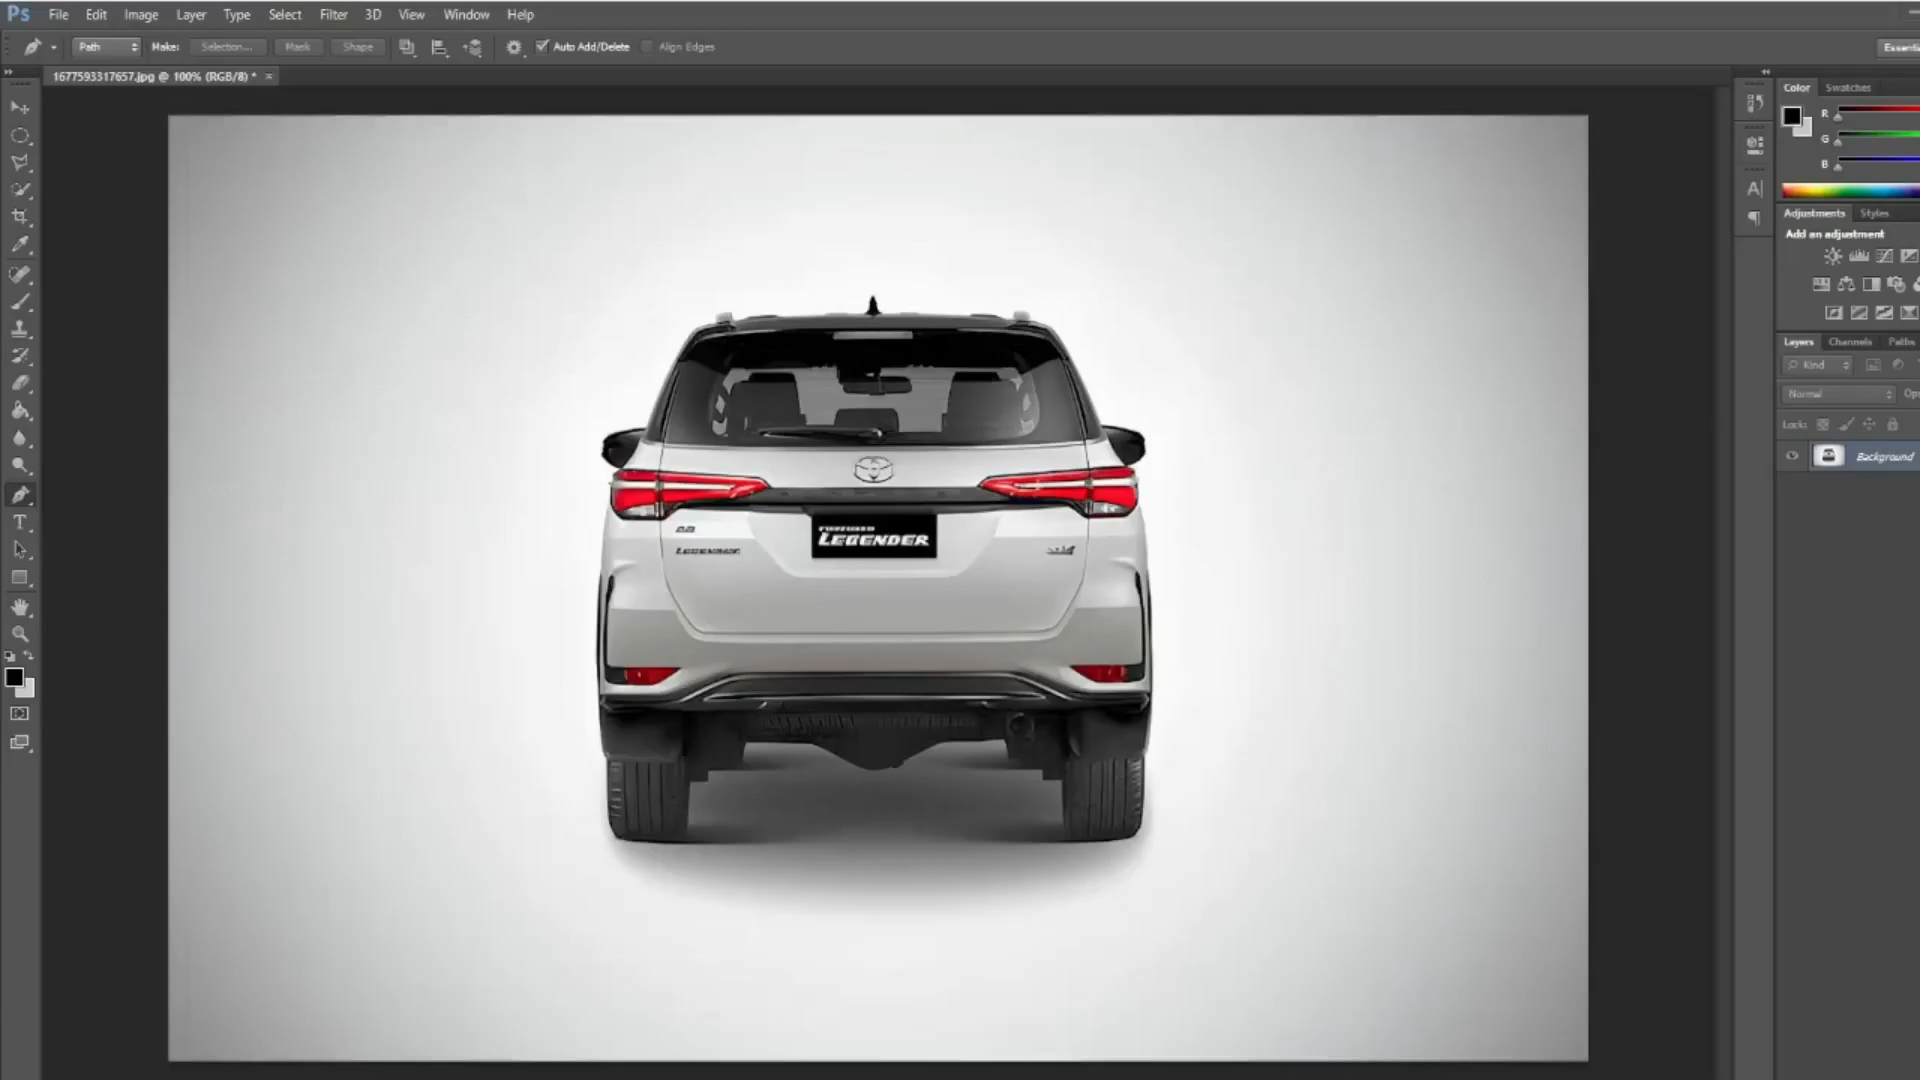 Ps File Edit Image Layer Type Select Filter 3D View Window Help
Path Make: Selection... Mask Shape Auto Add/Delete Align Edges
1677593317657.jpg @ 100% (RGB/8) * ×
Color Swatches
R
G
B
Adjustments Styles
Add an adjustment
Layers Channels Paths
Kind
Normal
Lock:
Background
LEGENDER
LEGENDER